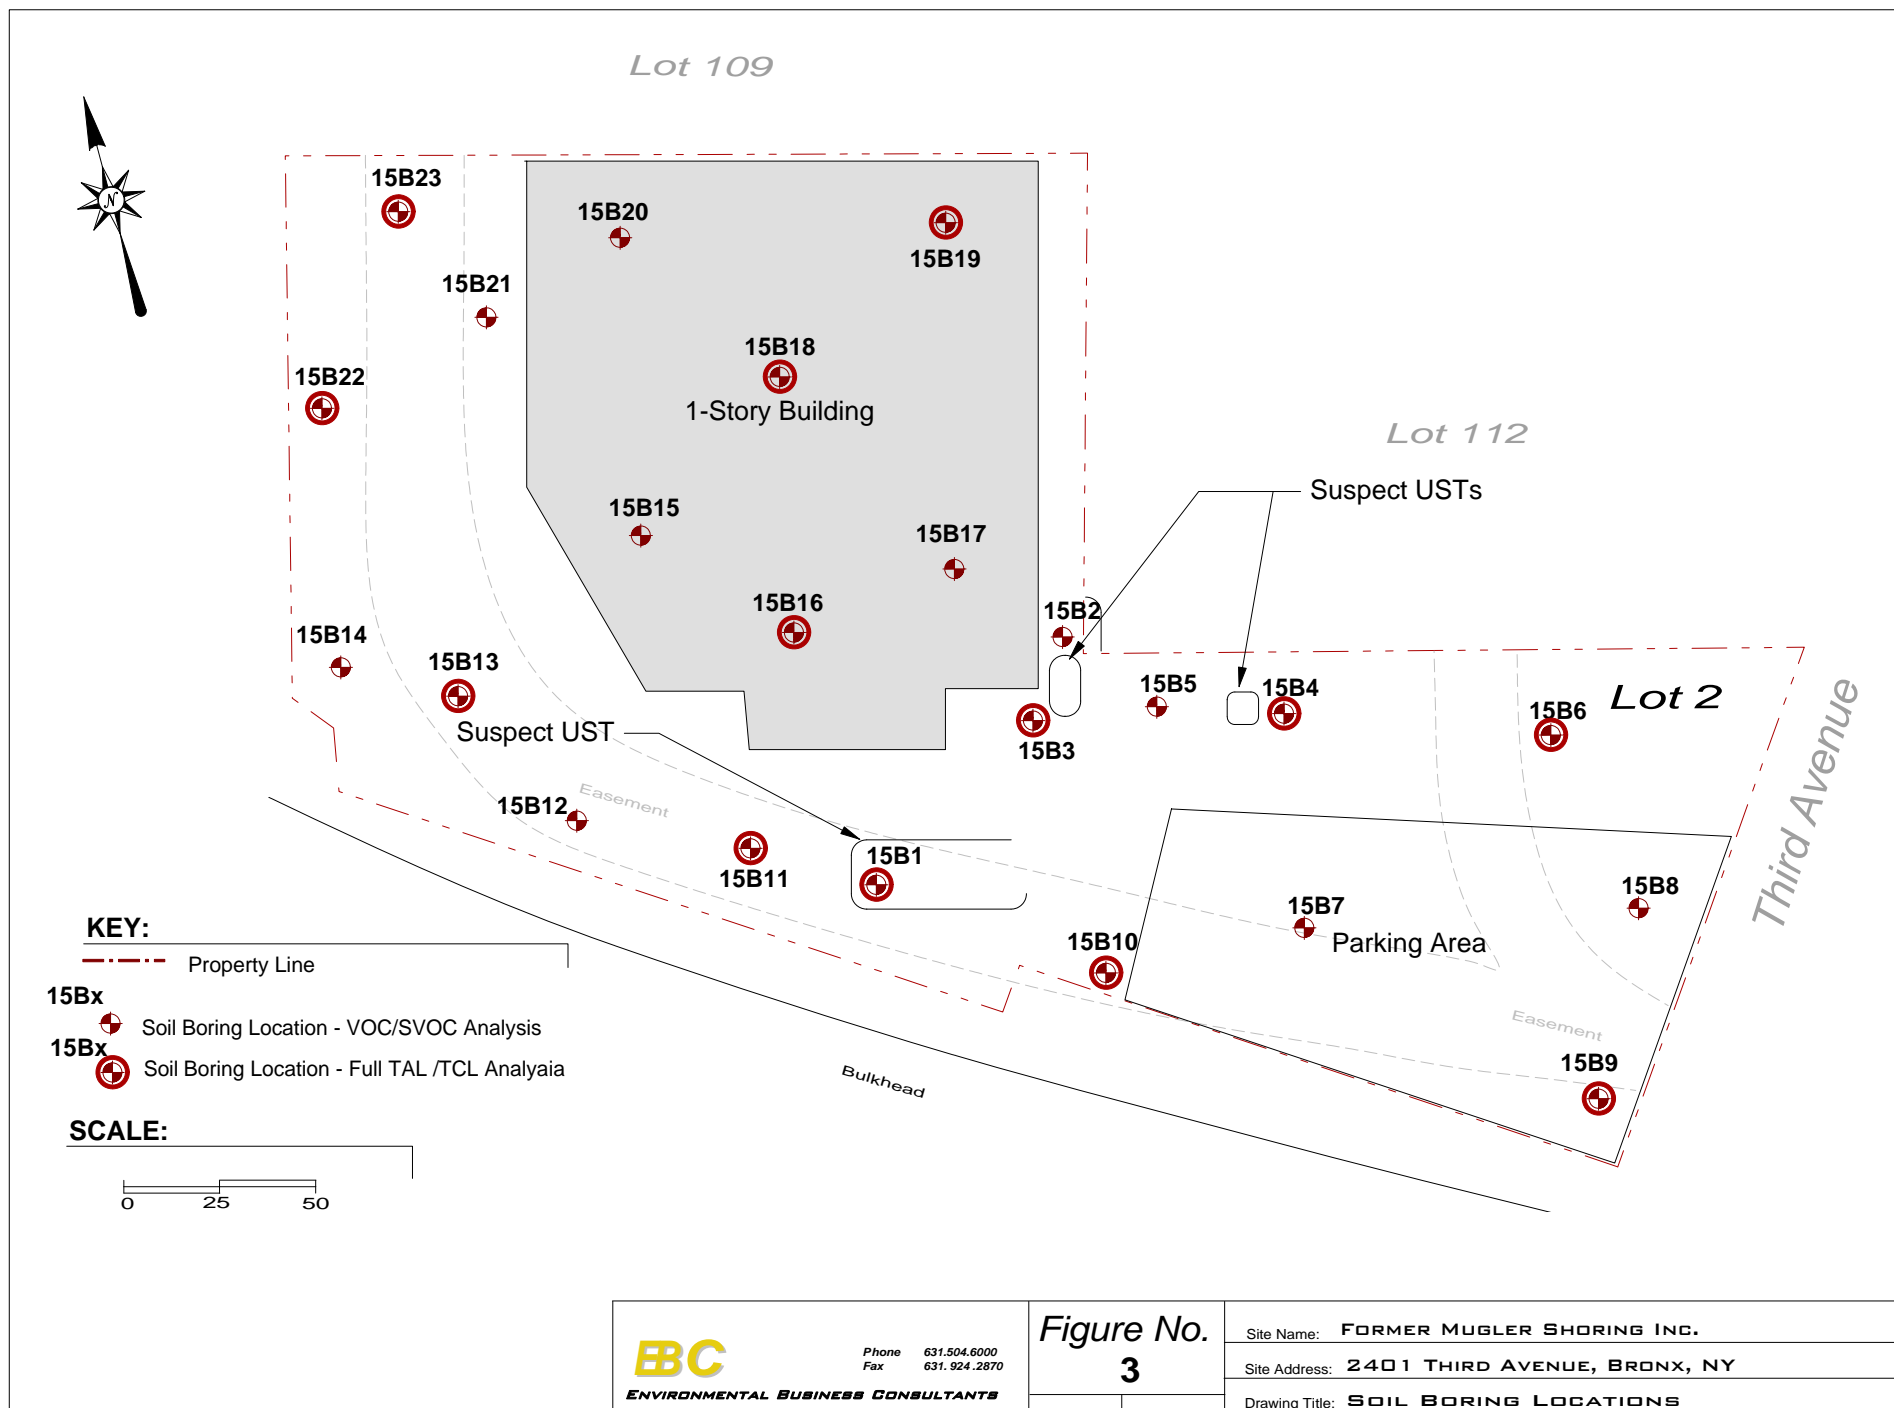 Lot 109
15B23
15B20
15B19
15B21
15B18
1-Story Building
15B22
Lot 112
Suspect USTs
15B15
15B17
15B16
15B2
15B14
15B13
15B5
15B4
Lot 2
15B6
Suspect UST
15B3
Third Avenue
15B12
Easement
15B11
15B1
15B8
15B7
Parking Area
15B10
Easement
15B9
Bulkhead
N
KEY:
Property Line
15Bx
Soil Boring Location - VOC/SVOC Analysis
15Bx
Soil Boring Location - Full TAL /TCL Analyaia
SCALE:
0 25 50
EBC
Phone 631.504.6000
Fax 631. 924 .2870
ENVIRONMENTAL BUSINESS CONSULTANTS
Figure No.
3
Site Name: FORMER MUGLER SHORING INC.
Site Address: 2401 THIRD AVENUE, BRONX, NY
Drawing Title: SOIL BORING LOCATIONS